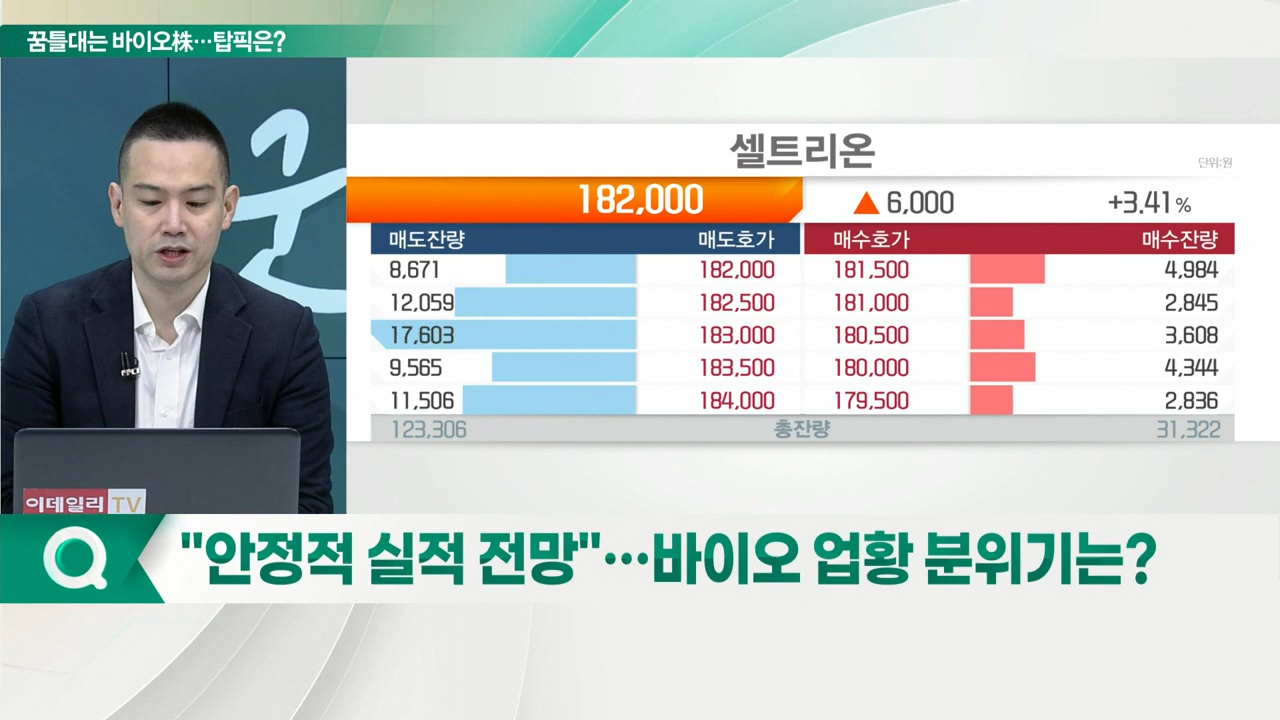 꿈틀대는 바이오株…탑픽은?
셀트리온
단위:원
182,000 ▲ 6,000 +3.41 %
매도잔량 매도호가 매수호가 매수잔량
8,671 182,000 181,500 4,984
12,059 182,500 181,000 2,845
17,603 183,000 180,500 3,608
9,565 183,500 180,000 4,344
11,506 184,000 179,500 2,836
123,306 총잔량 31,322
이데일리 TV
"안정적 실적 전망"…바이오 업황 분위기는?